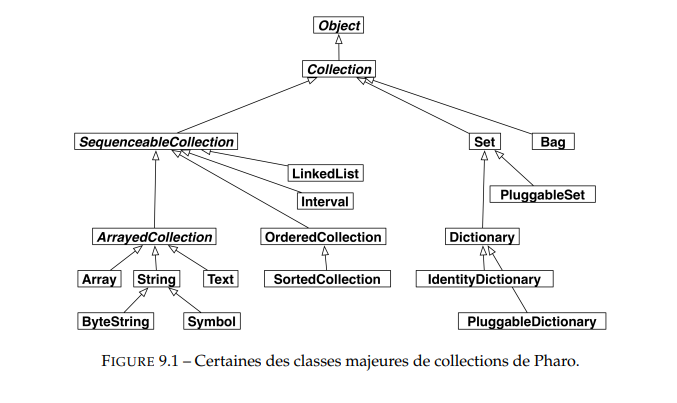 Object
Collection
SequenceableCollection
Set
Bag
LinkedList
PluggableSet
Interval
ArrayedCollection
OrderedCollection
Dictionary
Array
String
Text
SortedCollection
IdentityDictionary
ByteString
Symbol
PluggableDictionary
FIGURE 9.1 – Certaines des classes majeures de collections de Pharo.